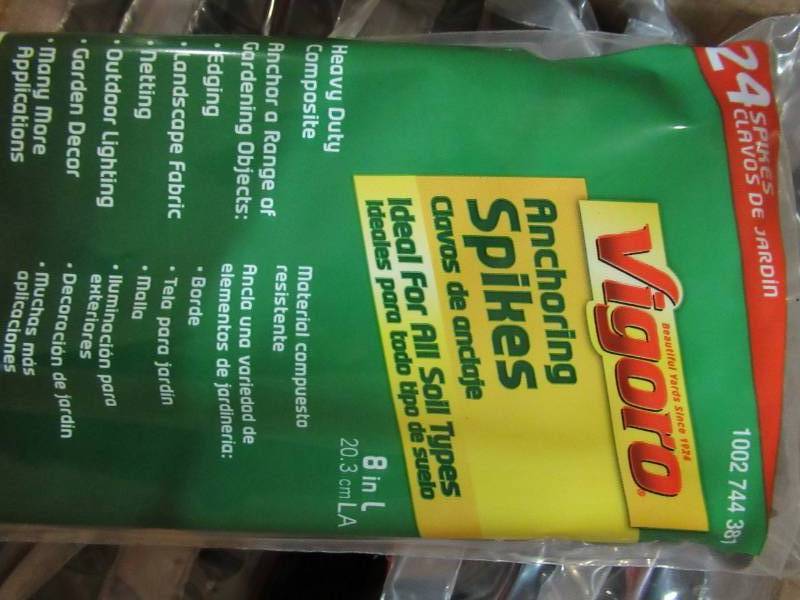 24 SPIKES
CLAVOS DE JARDÍN
1002 744 381
Vigoro®
Beautiful Yards Since 1924
Anchoring
Spikes
Clavos de anclaje
Ideal For All Soil Types
Ideales para todo tipo de suelo
8 in L
20.3 cm LA
Heavy Duty
Composite
Anchor a Range of
Gardening Objects:
• Edging
• Landscape Fabric
• Netting
• Outdoor Lighting
• Garden Decor
• Many More
Applications
Material compuesto
resistente
Ancla una variedad de
elementos de jardinería:
• Borde
• Tela para jardín
• Malla
• Iluminación para
exteriores
• Decoración de jardín
• Muchas más
aplicaciones